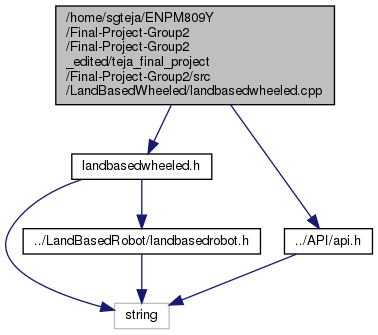 /home/sgteja/ENPM809Y
/Final-Project-Group2
/Final-Project-Group2
_edited/teja_final_project
/Final-Project-Group2/src
/LandBasedWheeled/landbasedwheeled.cpp
landbasedwheeled.h
../LandBasedRobot/landbasedrobot.h
../API/api.h
string